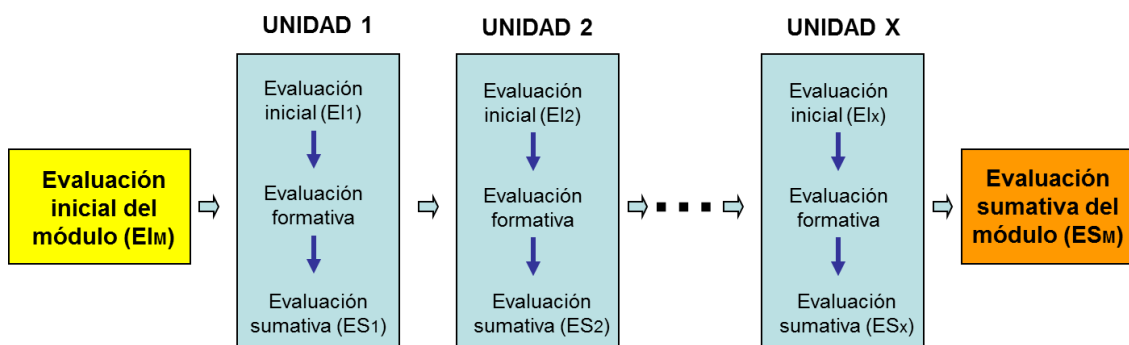 UNIDAD 1
UNIDAD 2
UNIDAD X
Evaluación
inicial del
módulo (EIM)
Evaluación
inicial (EI1)
Evaluación
formativa
Evaluación
sumativa (ES1)
Evaluación
inicial (EI2)
Evaluación
formativa
Evaluación
sumativa (ES2)
Evaluación
inicial (EIx)
Evaluación
formativa
Evaluación
sumativa (ESx)
Evaluación
sumativa del
módulo (ESM)